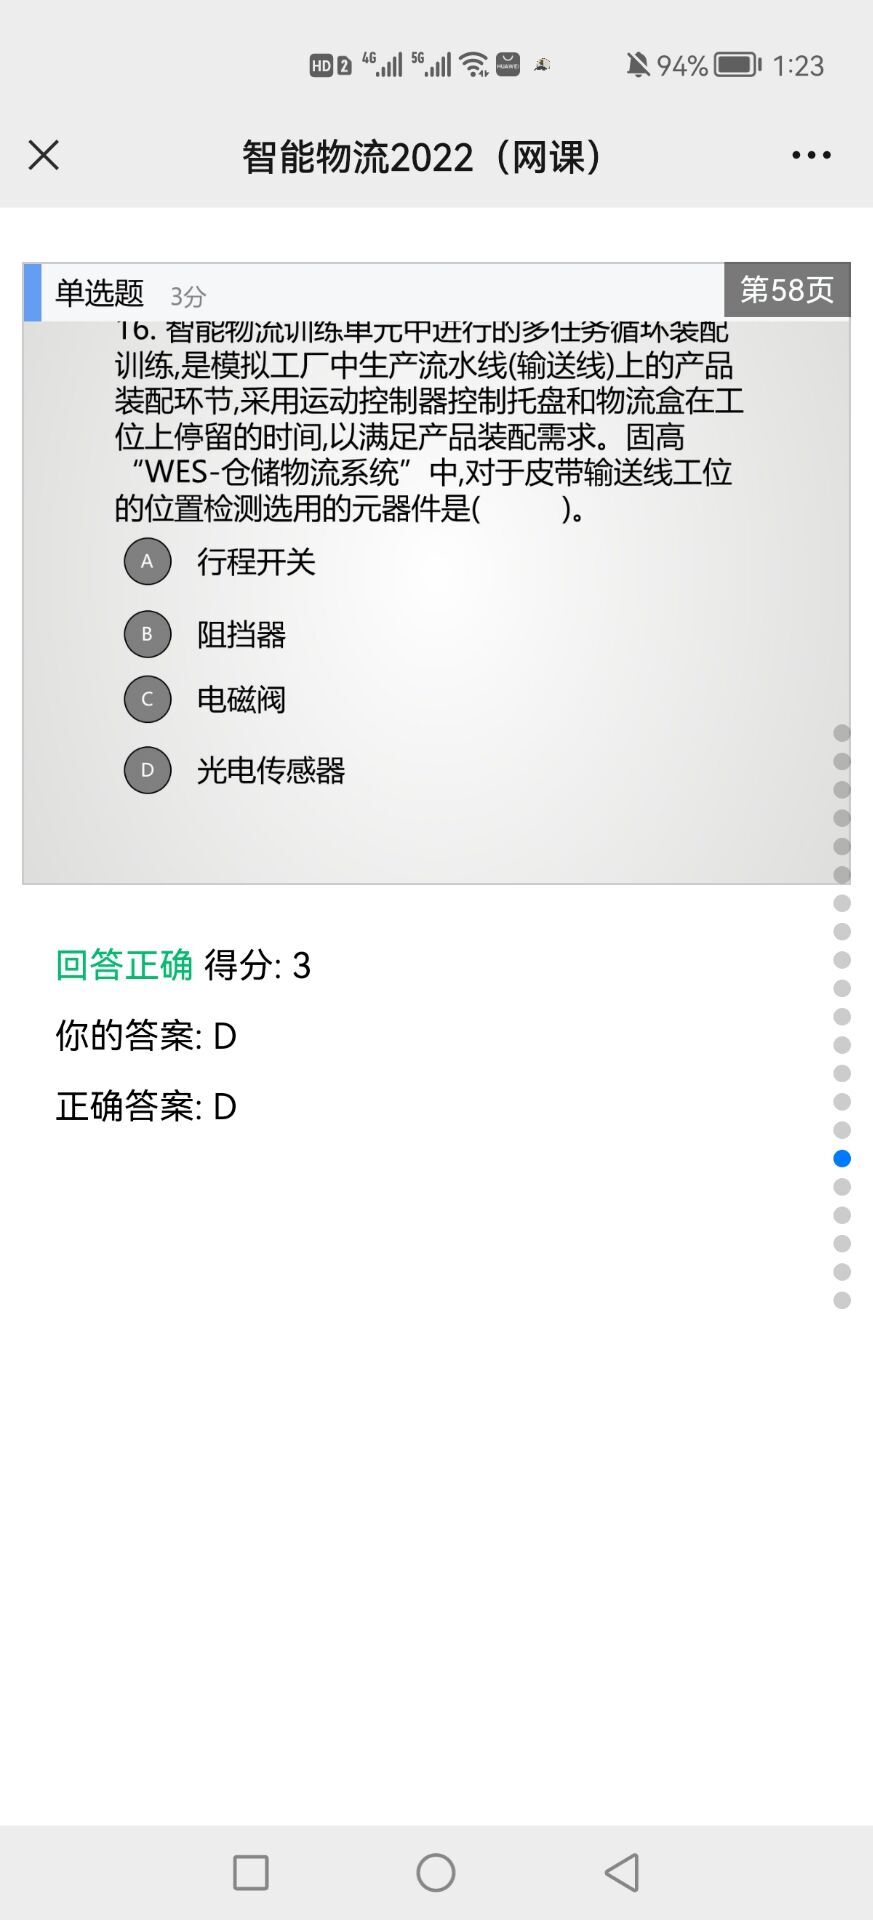 HD 2 4G 5G HUAWEI 94% 1:23
智能物流2022（网课）
单选题 3分 第58页
16. 智能物流训练单元中进行的多任务循环装配
训练,是模拟工厂中生产流水线(输送线)上的产品
装配环节,采用运动控制器控制托盘和物流盒在工
位上停留的时间,以满足产品装配需求。固高
“WES-仓储物流系统”中,对于皮带输送线工位
的位置检测选用的元器件是( )。
A 行程开关
B 阻挡器
C 电磁阀
D 光电传感器
回答正确 得分: 3
你的答案: D
正确答案: D